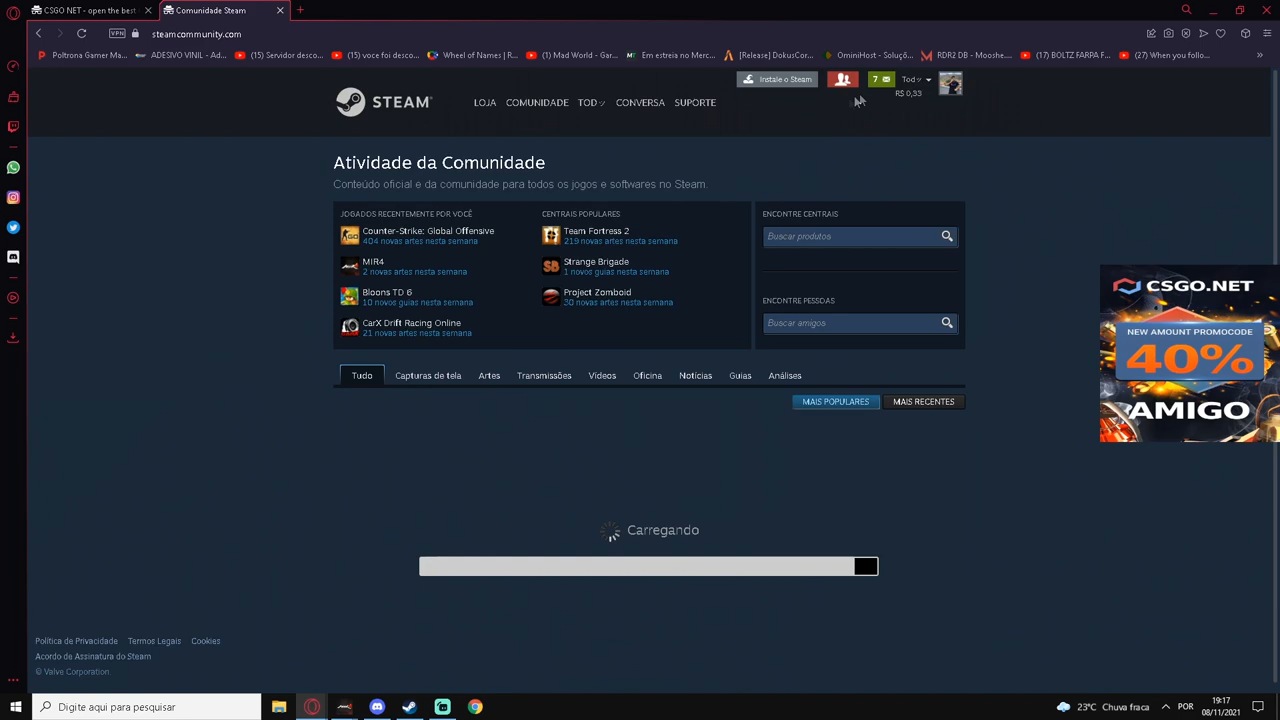 CSGO NET - open the best
Comunidade Steam
VPN
steamcommunity.com
Poltrona Gamer Ma...
ADESIVO VINIL - Ad...
(15) Servidor desco...
(15) voce foi desco...
Wheel of Names | R...
(1) Mad World - Gar...
Em estreia no Merc...
[Release] DokusCor...
OminiHost - Soluçõ...
RDR2 DB - Mooshe...
(17) BOLTZ FARPA F...
(29) When you follo...
STEAM
LOJA
COMUNIDADE
TOD
CONVERSA
SUPORTE
Instale o Steam
7
Tod
R$ 0,33
Atividade da Comunidade
Conteúdo oficial e da comunidade para todos os jogos e softwares no Steam.
JOGADOS RECENTEMENTE POR VOCÊ
Counter-Strike: Global Offensive
404 novas artes nesta semana
MIR4
2 novas artes nesta semana
Bloons TD 6
10 novos guias nesta semana
CarX Drift Racing Online
21 novas artes nesta semana
CENTRAIS POPULARES
Team Fortress 2
219 novas artes nesta semana
Strange Brigade
1 novos guias nesta semana
Project Zomboid
30 novas artes nesta semana
ENCONTRE CENTRAIS
Buscar produtos
ENCONTRE PESSOAS
Buscar amigos
Tudo
Capturas de tela
Artes
Transmissões
Vídeos
Oficina
Notícias
Guias
Análises
MAIS POPULARES
MAIS RECENTES
Carregando
CSGO.NET
NEW AMOUNT PROMOCODE
40%
AMIGO
Política de Privacidade
Termos Legais
Cookies
Acordo de Assinatura do Steam
© Valve Corporation.
Digite aqui para pesquisar
23°C Chuva fraca
POR
19:17
08/11/2021